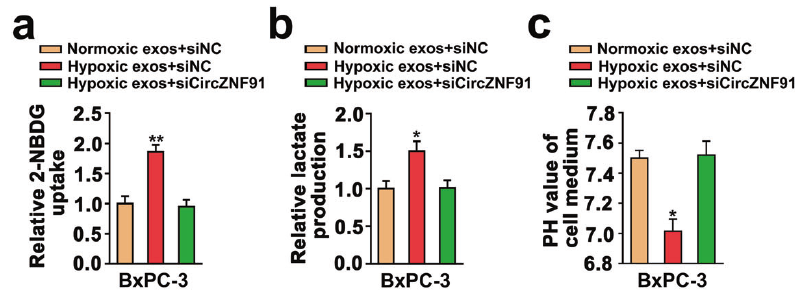 a
Normoxic exos+siNC
Hypoxic exos+siNC
Hypoxic exos+siCircZNF91
Relative 2-NBDG
uptake
2.5
2.0
1.5
1.0
0.5
0.0
**
BxPC-3
b
Normoxic exos+siNC
Hypoxic exos+siNC
Hypoxic exos+siCircZNF91
Relative lactate
production
2.0
1.5
1.0
0.5
0.0
*
BxPC-3
c
Normoxic exos+siNC
Hypoxic exos+siNC
Hypoxic exos+siCircZNF91
PH value of
cell medium
7.8
7.6
7.4
7.2
7.0
6.8
*
BxPC-3